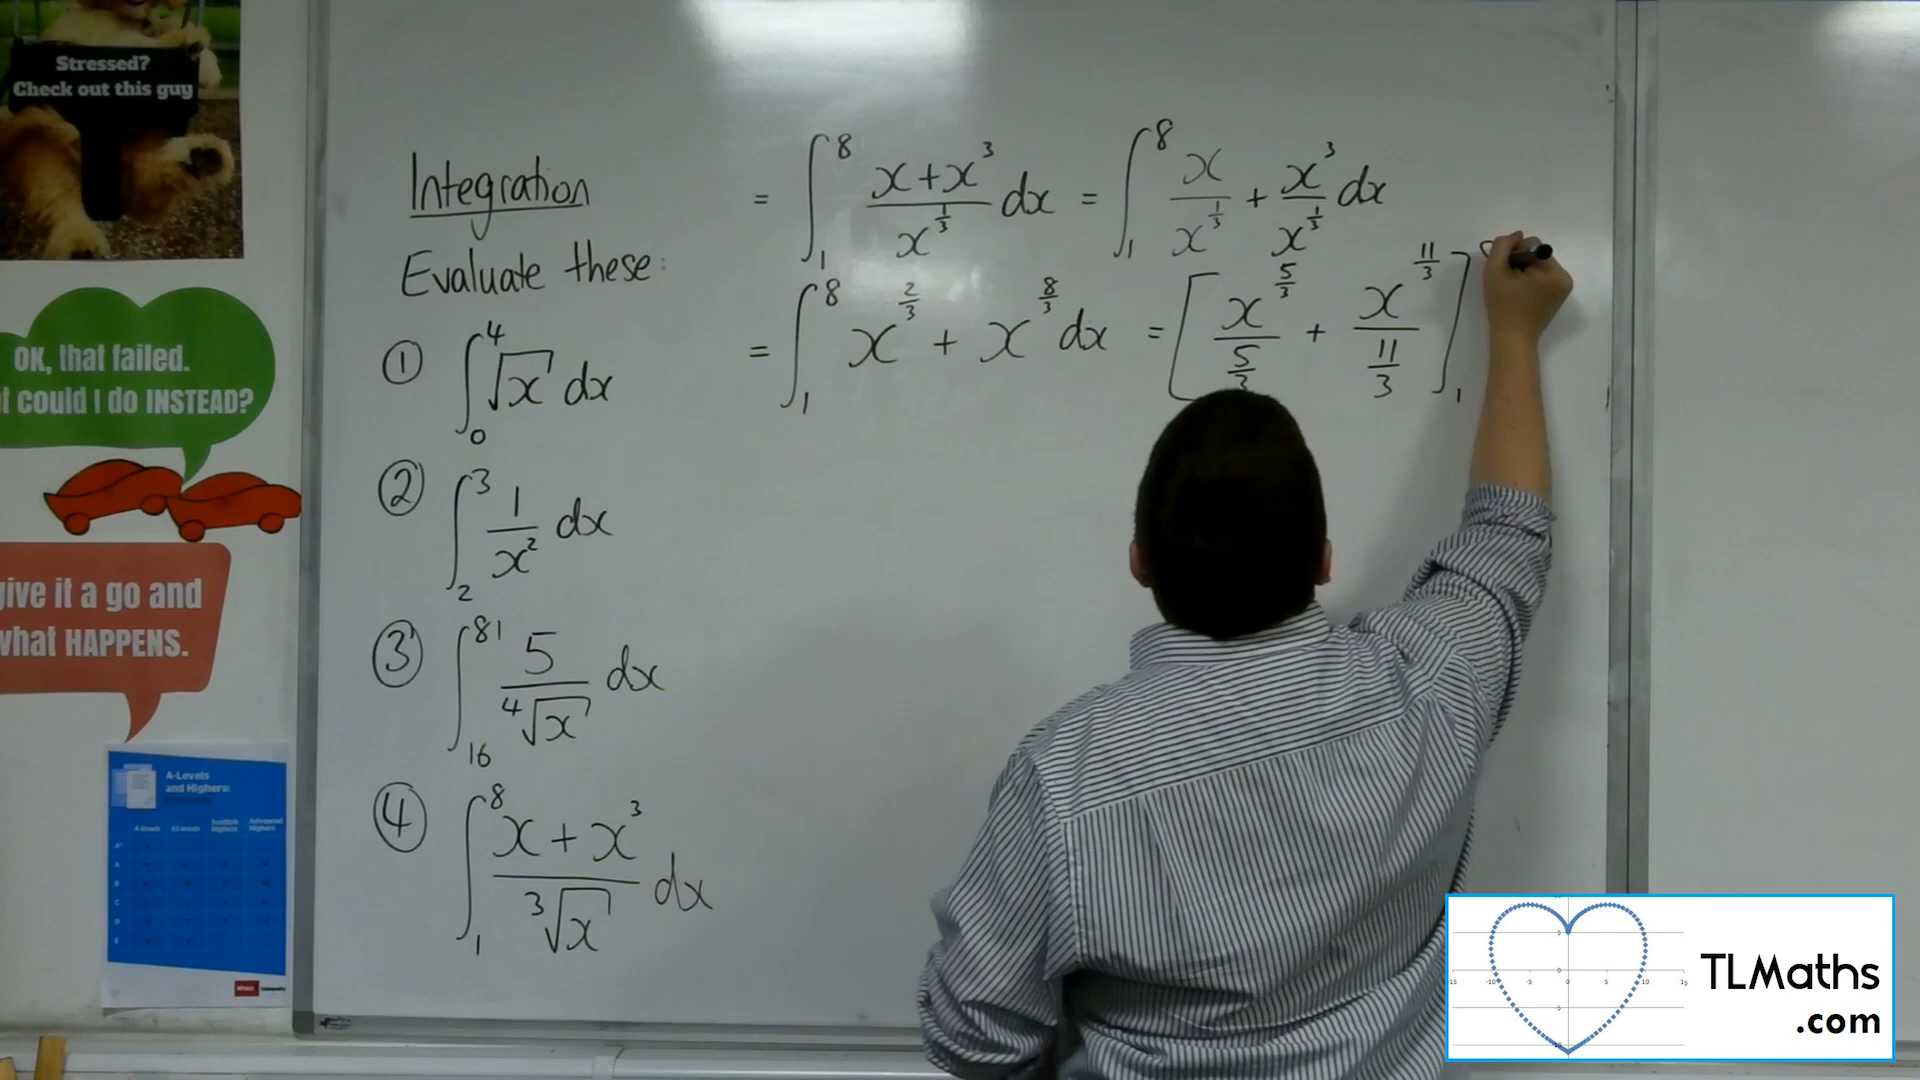 Stressed?
Check out this guy
OK, that failed.
could I do INSTEAD?
give it a go and
what HAPPENS.
A-Levels
and Highers:
Integration
Evaluate these:
① ∫₀⁴ √x dx
② ∫₂³ 1/x² dx
③ ∫₁₆⁸¹ 5/⁴√x dx
④ ∫₁⁸ (x + x³)/³√x dx
= ∫₁⁸ (x + x³)/x^(1/3) dx = ∫₁⁸ x/x^(1/3) + x³/x^(1/3) dx
= ∫₁⁸ x^(2/3) + x^(8/3) dx = [x^(5/3)/(5/3) + x^(11/3)/(11/3)]₁
TLMaths
.com